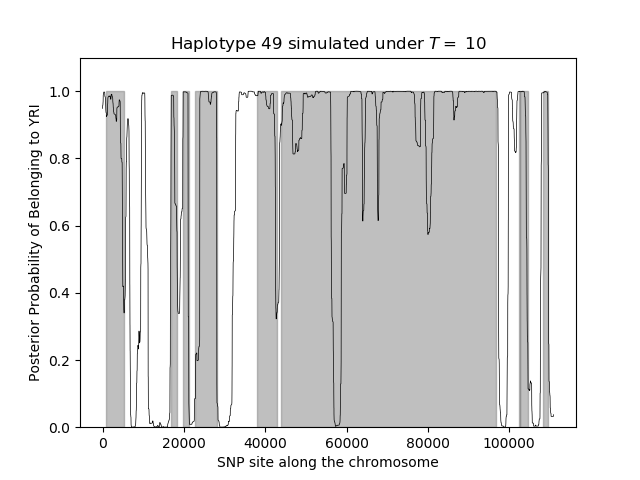 Haplotype 49 simulated under T = 10
Posterior Probability of Belonging to YRI
1.0
0.8
0.6
0.4
0.2
0.0
0 20000 40000 60000 80000 100000
SNP site along the chromosome